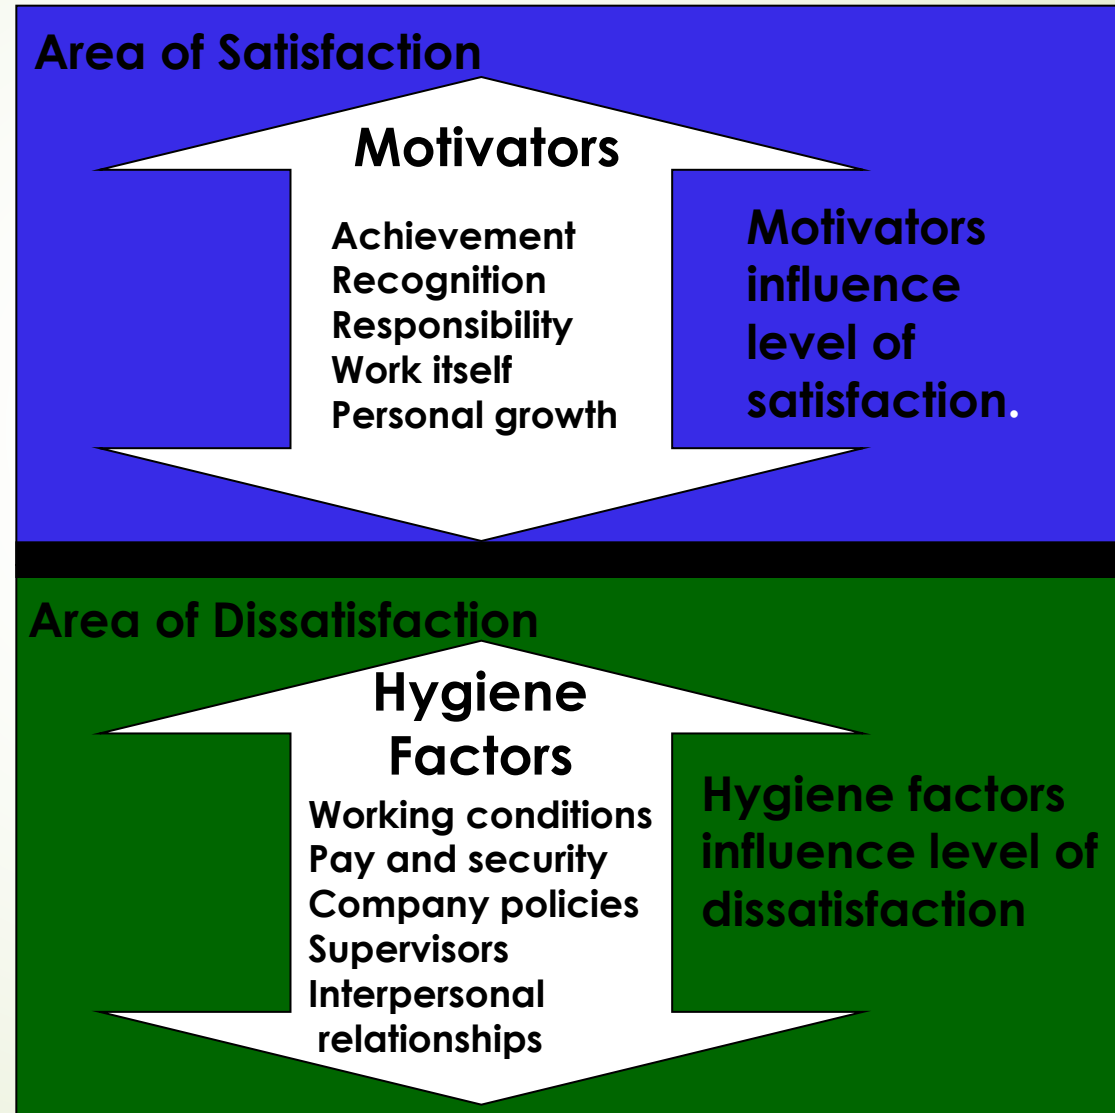 Area of Satisfaction
Motivators
Achievement
Recognition
Responsibility
Work itself
Personal growth
Motivators
influence
level of
satisfaction.
Area of Dissatisfaction
Hygiene
Factors
Working conditions
Pay and security
Company policies
Supervisors
Interpersonal
relationships
Hygiene factors
influence level of
dissatisfaction